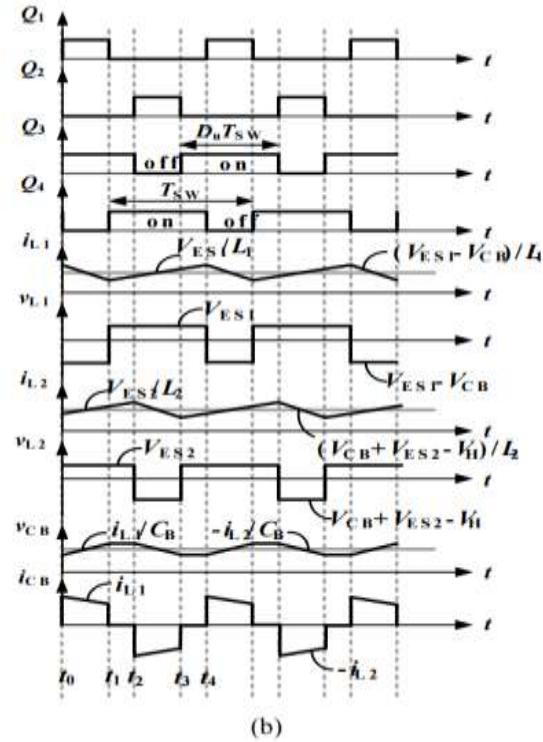 Q1
t
Q2
t
Q3
DuTSW
off on
t
Q4
TSW
on off
t
iL1
VES1/L1
(VES1-VCB)/L1
t
vL1
VES1
t
VES1-VCB
iL2
VES2/L2
(VCB+VES2-VH)/L2
t
vL2
VES2
t
VCB+VES2-VH
vCB
iL1/CB
-iL2/CB
t
iCB
iL1
t
-iL2
t0 t1 t2 t3 t4
(b)